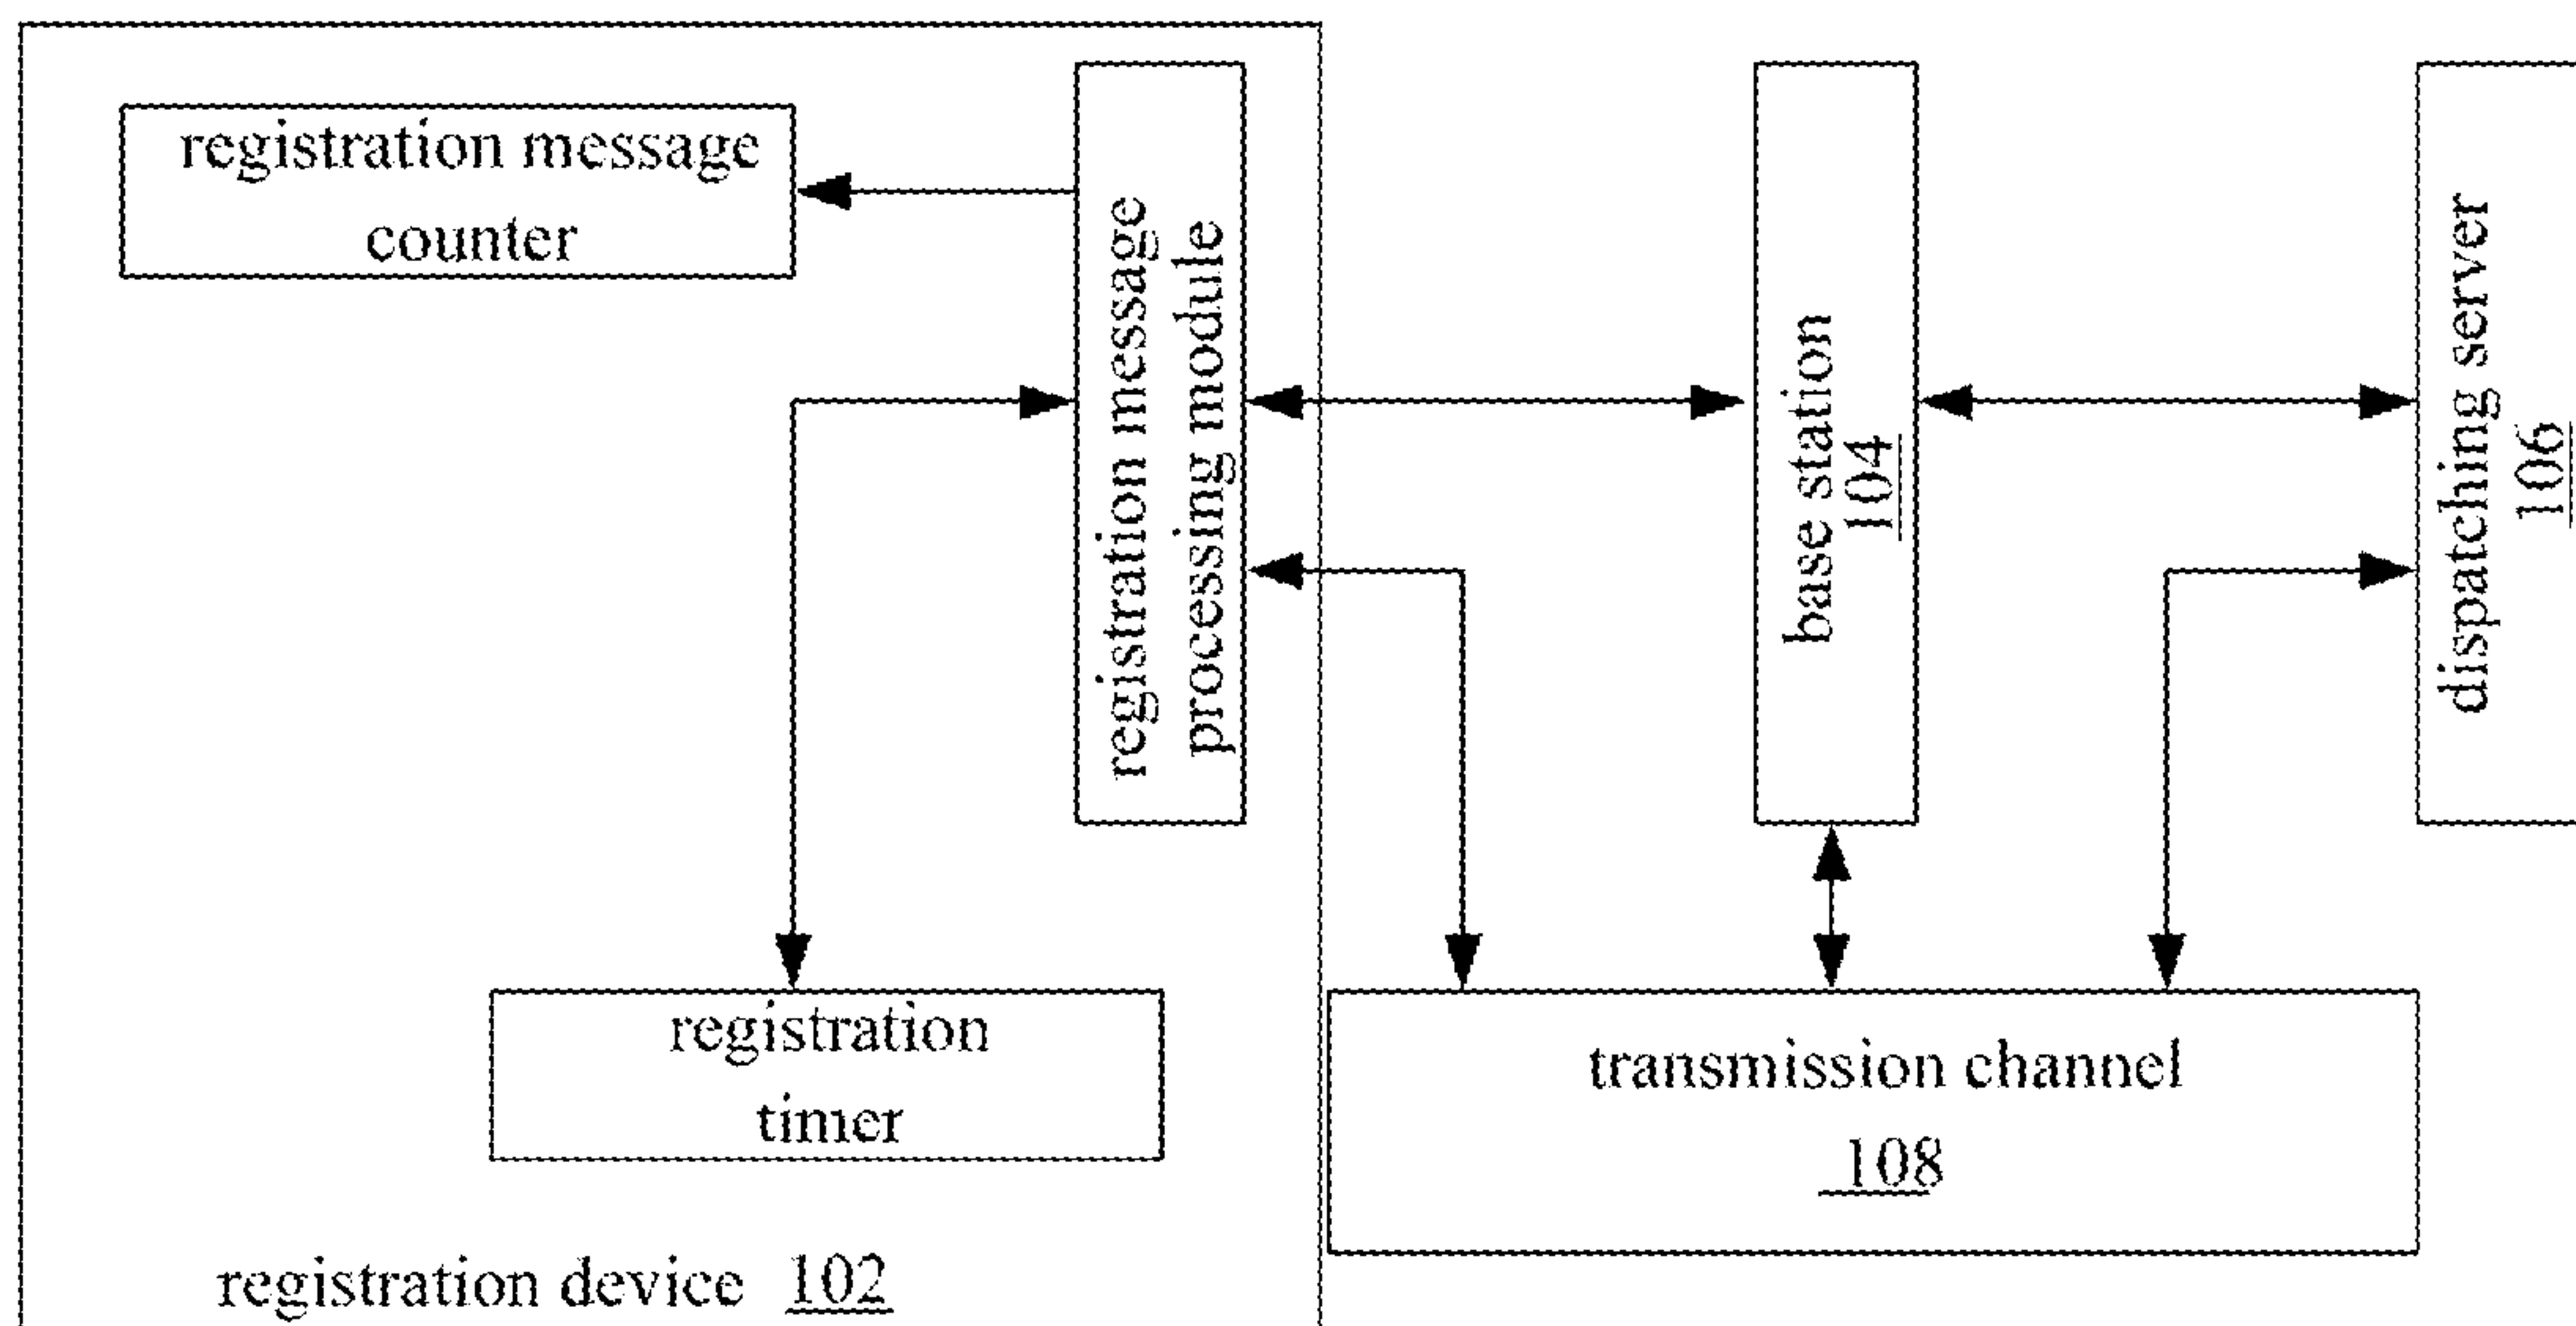 registration message
counter
registration message
processing module
base station
104
dispatching server
106
registration
timer
transmission channel
108
registration device 102